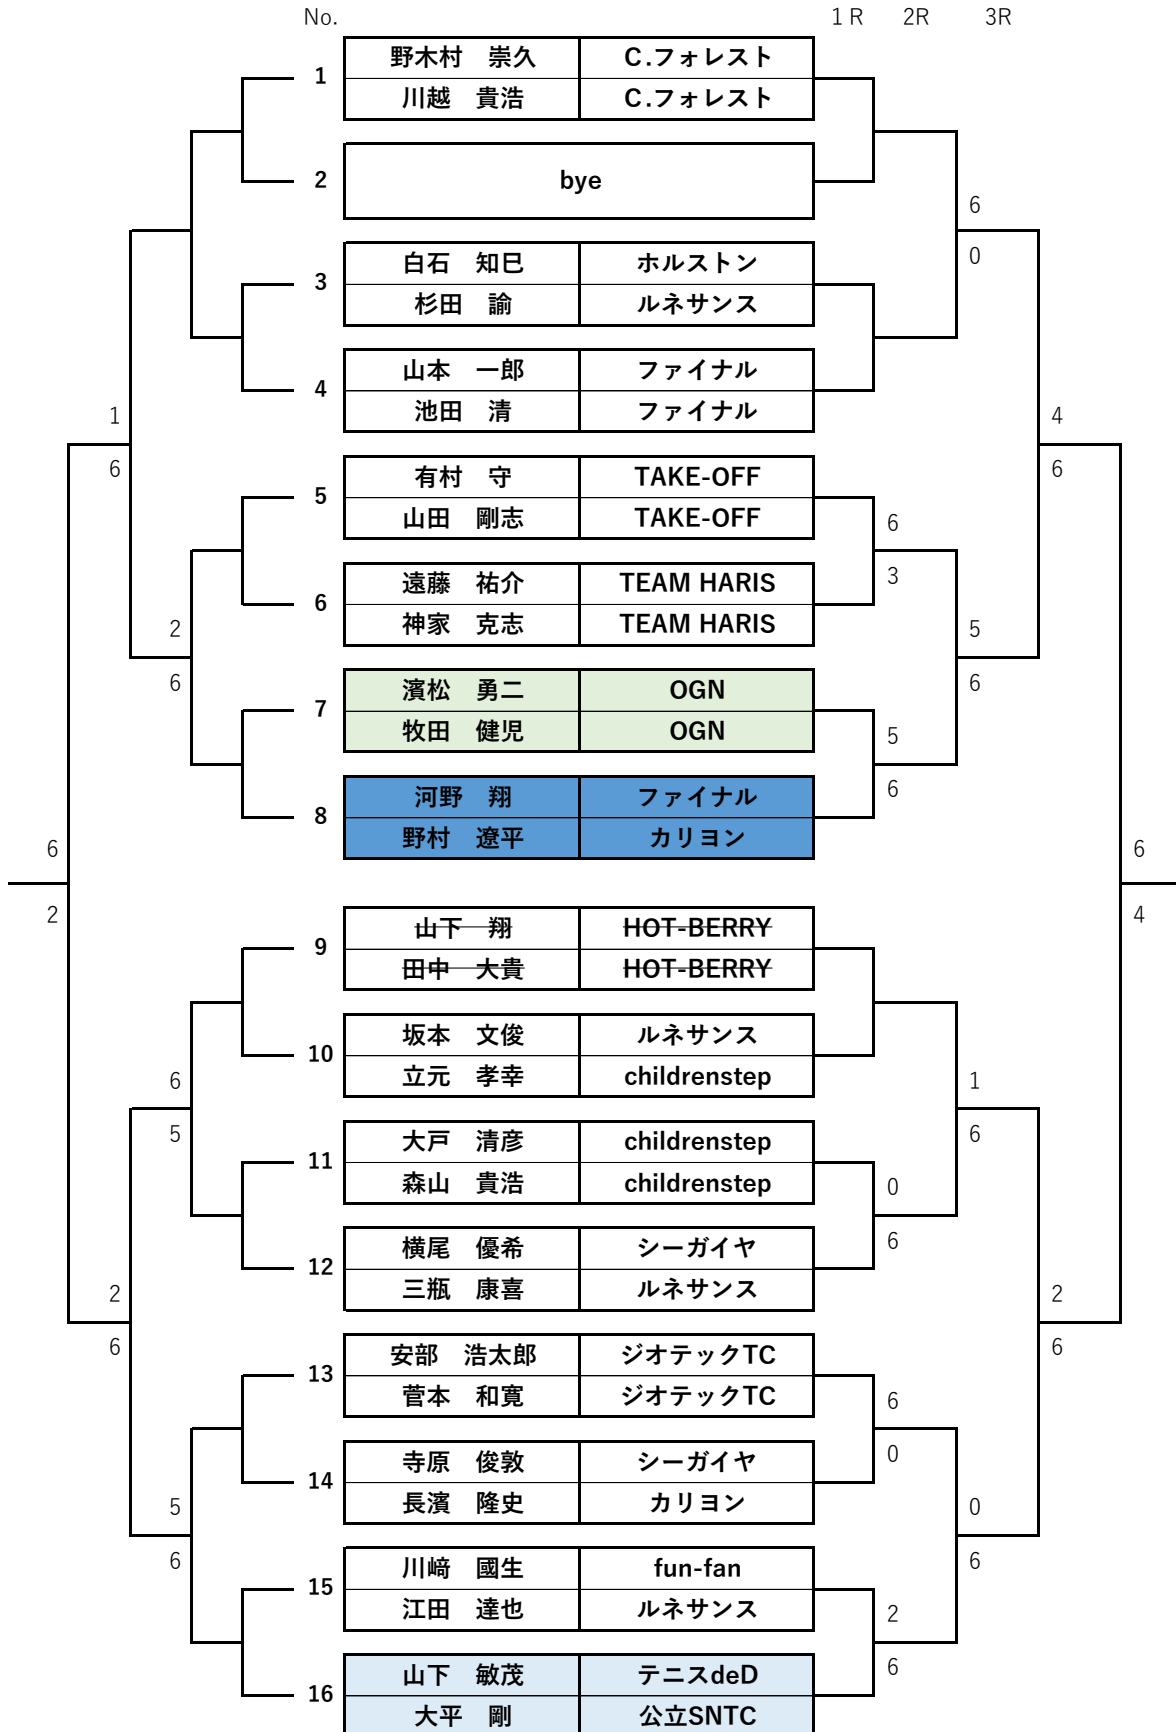 No. 1 R 2R 3R
野木村　崇久 C.フォレスト
1
川越　貴浩 C.フォレスト
2 bye
6
白石　知巳 ホルストン
0
3
杉田　諭 ルネサンス
山本　一郎 ファイナル
4
池田　清 ファイナル
1 4
6 有村　守 TAKE-OFF 6
5
山田　剛志 TAKE-OFF 6
遠藤　祐介 TEAM HARIS 3
6
神家　克志 TEAM HARIS
2 5
6 濱松　勇二 OGN 6
7
牧田　健児 OGN 5
河野　翔 ファイナル 6
8
野村　遼平 カリヨン
6 6
2 4
山下　翔 HOT-BERRY
9
田中　大貴 HOT-BERRY
坂本　文俊 ルネサンス
10
立元　孝幸 childrenstep
6 1
5 大戸　清彦 childrenstep 6
11
森山　貴浩 childrenstep 0
横尾　優希 シーガイヤ 6
12
三瓶　康喜 ルネサンス
2 2
6 安部　浩太郎 ジオテックTC 6
13
菅本　和寛 ジオテックTC 6
寺原　俊敦 シーガイヤ 0
14
長濱　隆史 カリヨン
5 0
6 川﨑　國生 fun-fan 6
15
江田　達也 ルネサンス 2
山下　敏茂 テニスdeD 6
16
大平　剛 公立SNTC